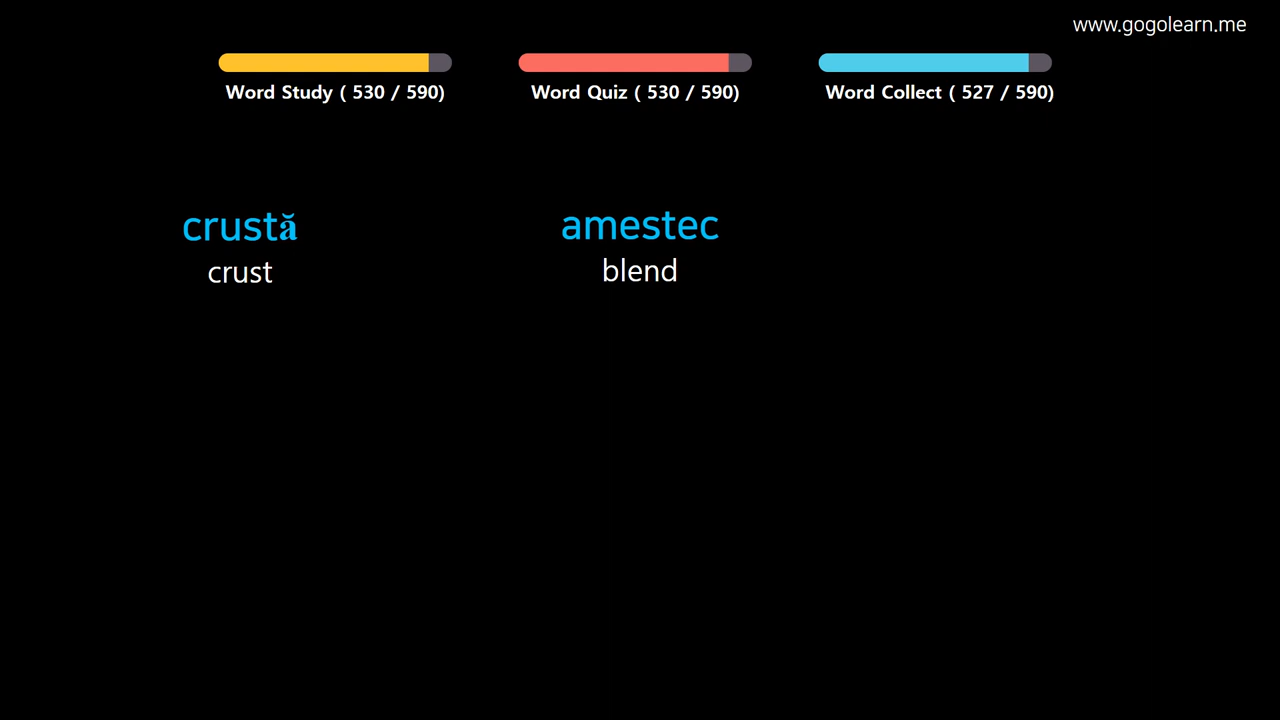 www.gogolearn.me
Word Study ( 530 / 590)
Word Quiz ( 530 / 590)
Word Collect ( 527 / 590)
crustă
amestec
crust
blend